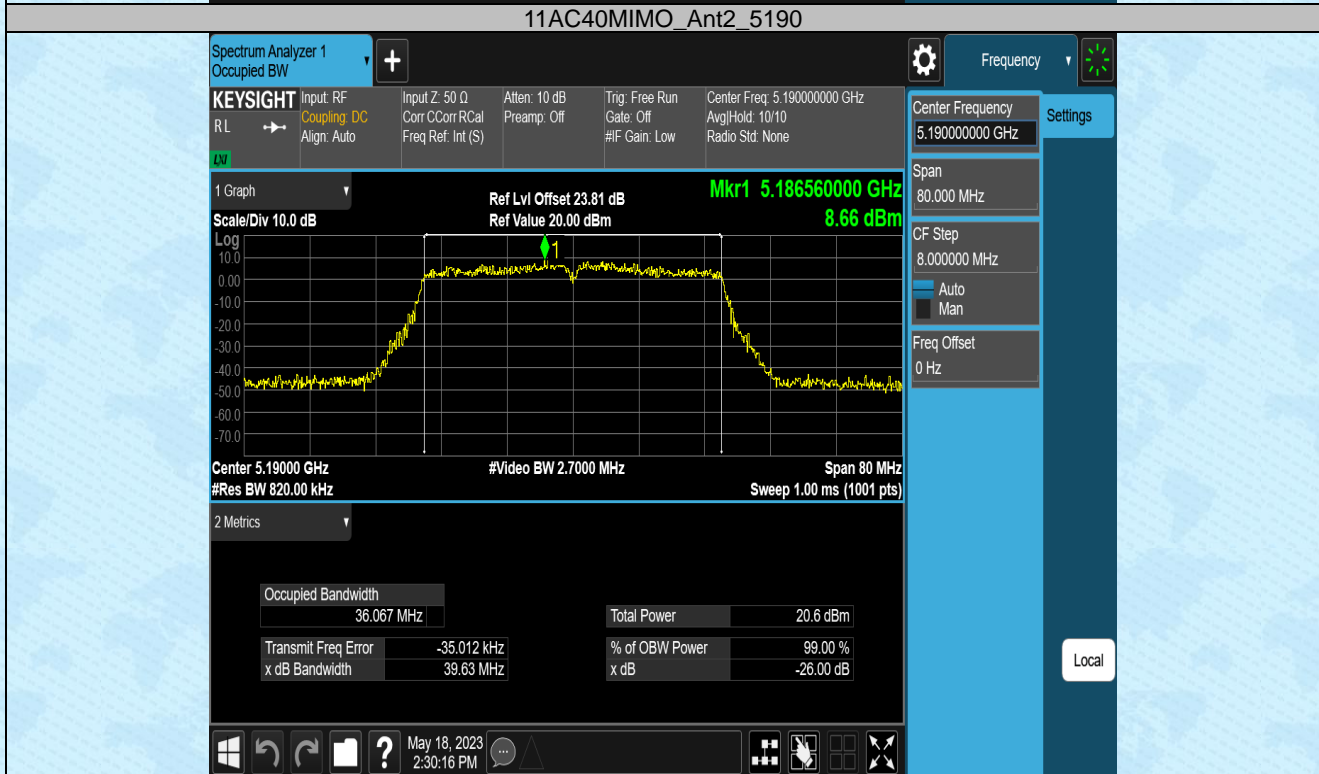 11AC40MIMO_Ant2_5190
Spectrum Analyzer 1
Occupied BW
+
Frequency
KEYSIGHT
RL
LXI
Input: RF
Coupling: DC
Align: Auto
Input Z: 50 Ω
Corr CCorr RCal
Freq Ref: Int (S)
Atten: 10 dB
Preamp: Off
Trig: Free Run
Gate: Off
#IF Gain: Low
Center Freq: 5.190000000 GHz
Avg|Hold: 10/10
Radio Std: None
Center Frequency
5.190000000 GHz
Settings
Span
80.000 MHz
CF Step
8.000000 MHz
Auto
Man
Freq Offset
0 Hz
1 Graph
Scale/Div 10.0 dB
Ref Lvl Offset 23.81 dB
Ref Value 20.00 dBm
Mkr1 5.186560000 GHz
8.66 dBm
Log
10.0
0.00
-10.0
-20.0
-30.0
-40.0
-50.0
-60.0
-70.0
1
Center 5.19000 GHz
#Res BW 820.00 kHz
#Video BW 2.7000 MHz
Span 80 MHz
Sweep 1.00 ms (1001 pts)
2 Metrics
Occupied Bandwidth
36.067 MHz
Total Power 20.6 dBm
Transmit Freq Error -35.012 kHz
% of OBW Power 99.00 %
x dB Bandwidth 39.63 MHz
x dB -26.00 dB
Local
?
May 18, 2023
2:30:16 PM